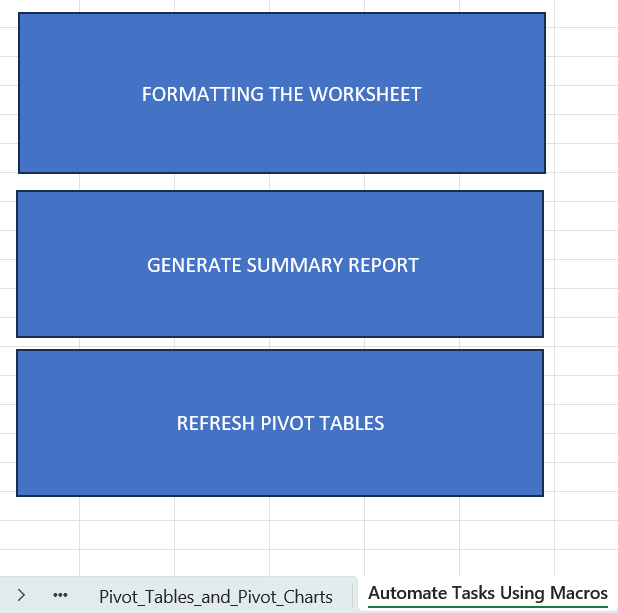 FORMATTING THE WORKSHEET
GENERATE SUMMARY REPORT
REFRESH PIVOT TABLES
Pivot_Tables_and_Pivot_Charts
Automate Tasks Using Macros